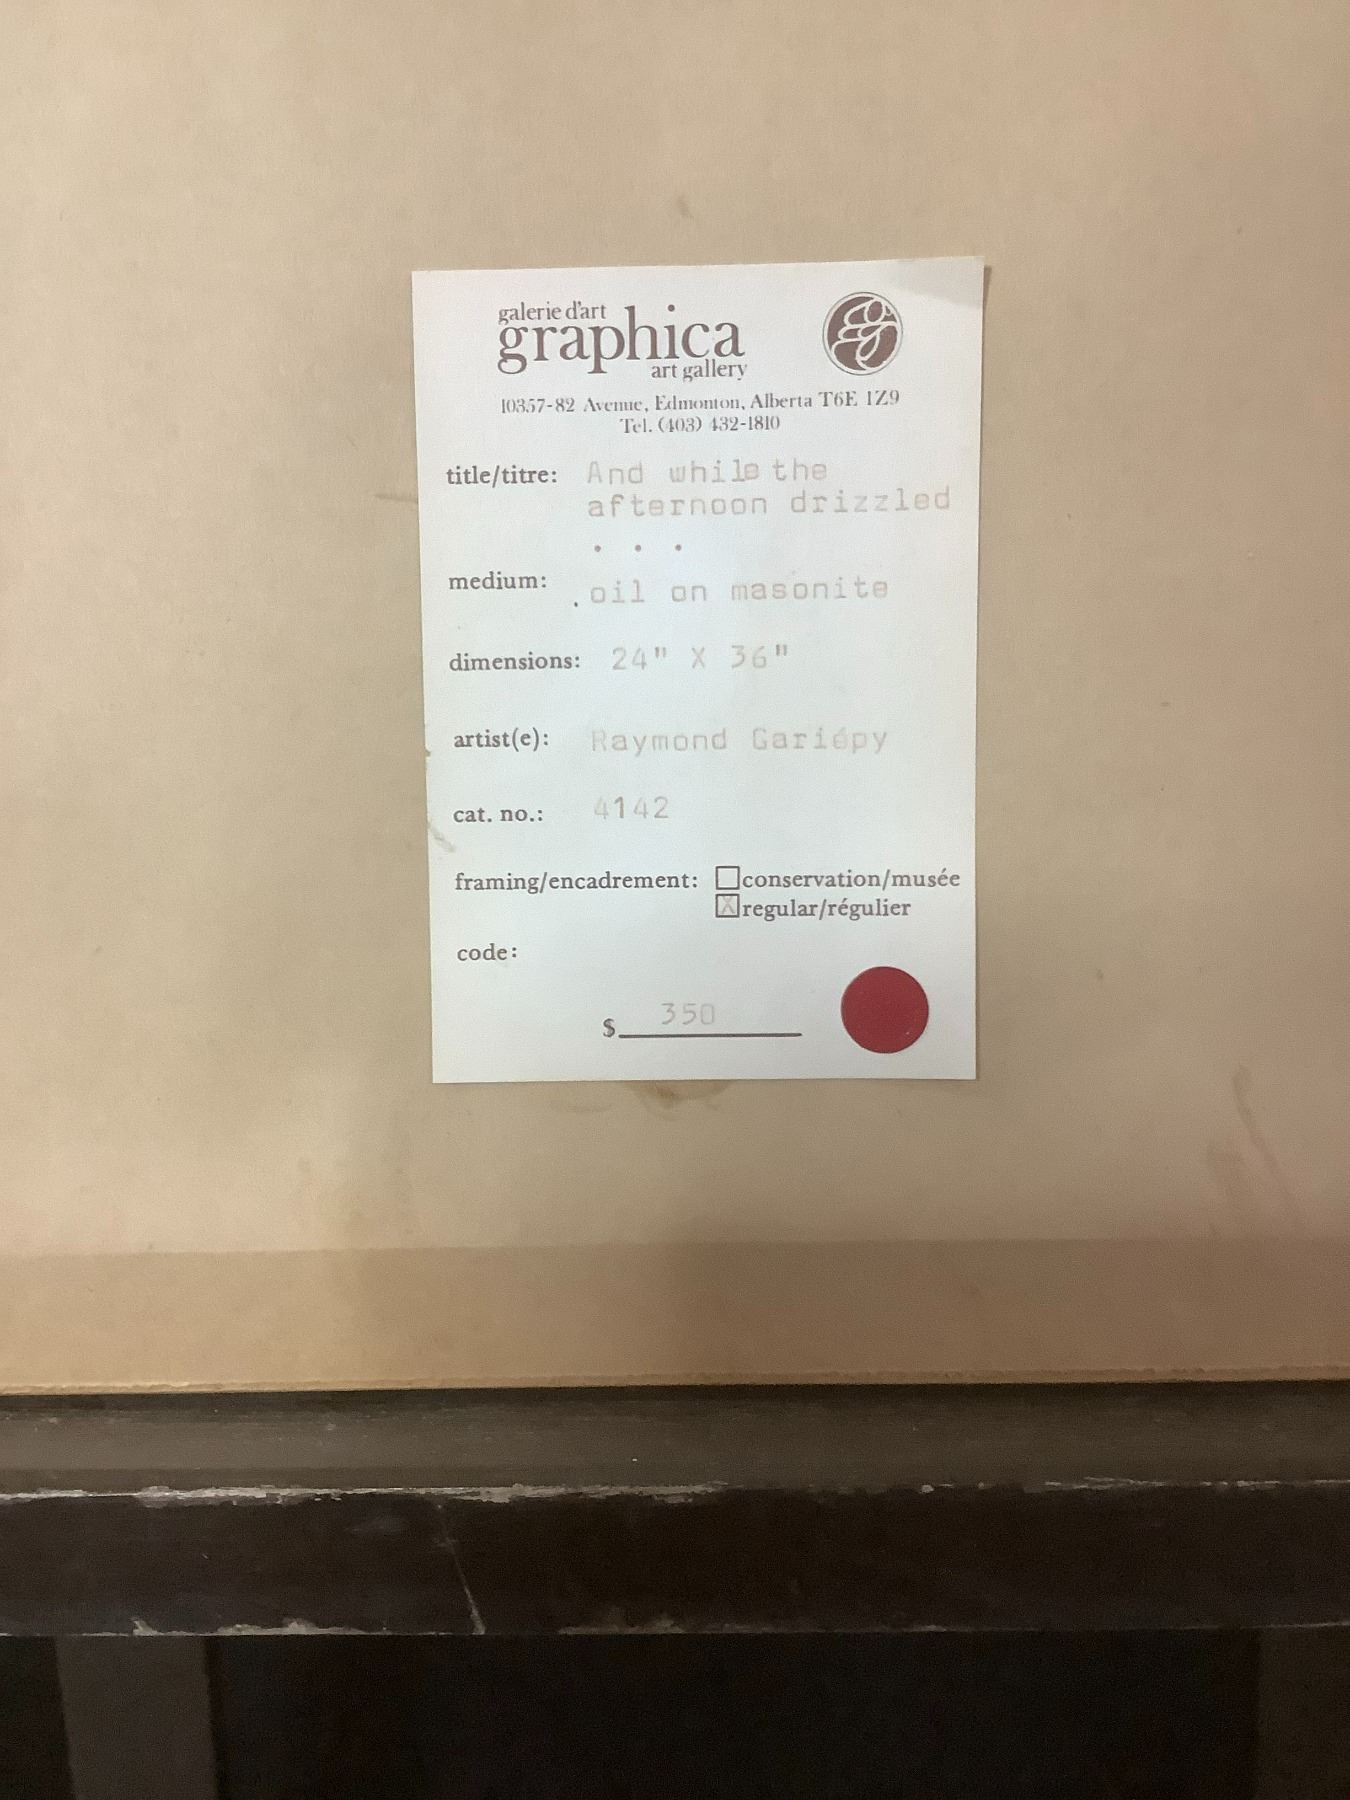 galerie d'art
graphica
art gallery
10357-82 Avenue, Edmonton, Alberta T6E 1Z9
Tel. (403) 432-1810
title/titre: And while the
afternoon drizzled
. . .
medium: oil on masonite
dimensions: 24" X 36"
artist(e): Raymond Gariépy
cat. no.: 4142
framing/encadrement: conservation/musée
X regular/régulier
code:
$ 350